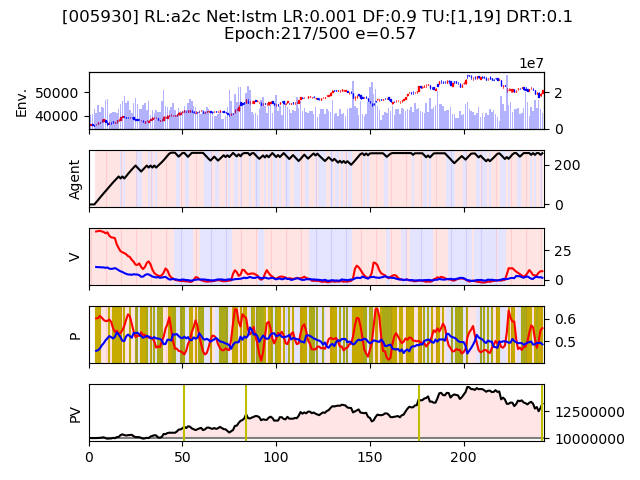 [005930] RL:a2c Net:lstm LR:0.001 DF:0.9 TU:[1,19] DRT:0.1
Epoch:217/500 e=0.57
1e7
Env.
50000
40000
2
0
Agent
200
0
V
25
0
P
0.6
0.5
PV
12500000
10000000
0
50
100
150
200